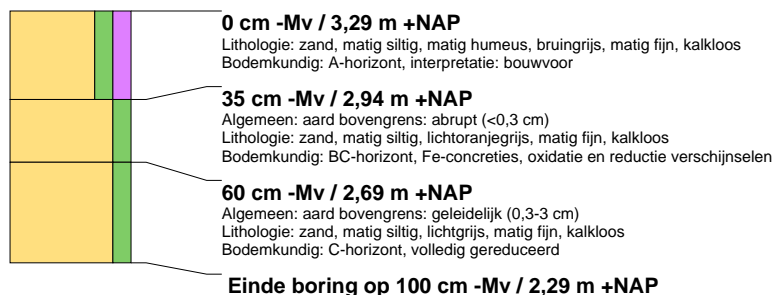 0 cm -Mv / 3,29 m +NAP
Lithologie: zand, matig siltig, matig humeus, bruingrijs, matig fijn, kalkloos
Bodemkundig: A-horizont, interpretatie: bouwvoor
35 cm -Mv / 2,94 m +NAP
Algemeen: aard bovengrens: abrupt (<0,3 cm)
Lithologie: zand, matig siltig, lichtoranjegrijs, matig fijn, kalkloos
Bodemkundig: BC-horizont, Fe-concreties, oxidatie en reductie verschijnselen
60 cm -Mv / 2,69 m +NAP
Algemeen: aard bovengrens: geleidelijk (0,3-3 cm)
Lithologie: zand, matig siltig, lichtgrijs, matig fijn, kalkloos
Bodemkundig: C-horizont, volledig gereduceerd
Einde boring op 100 cm -Mv / 2,29 m +NAP